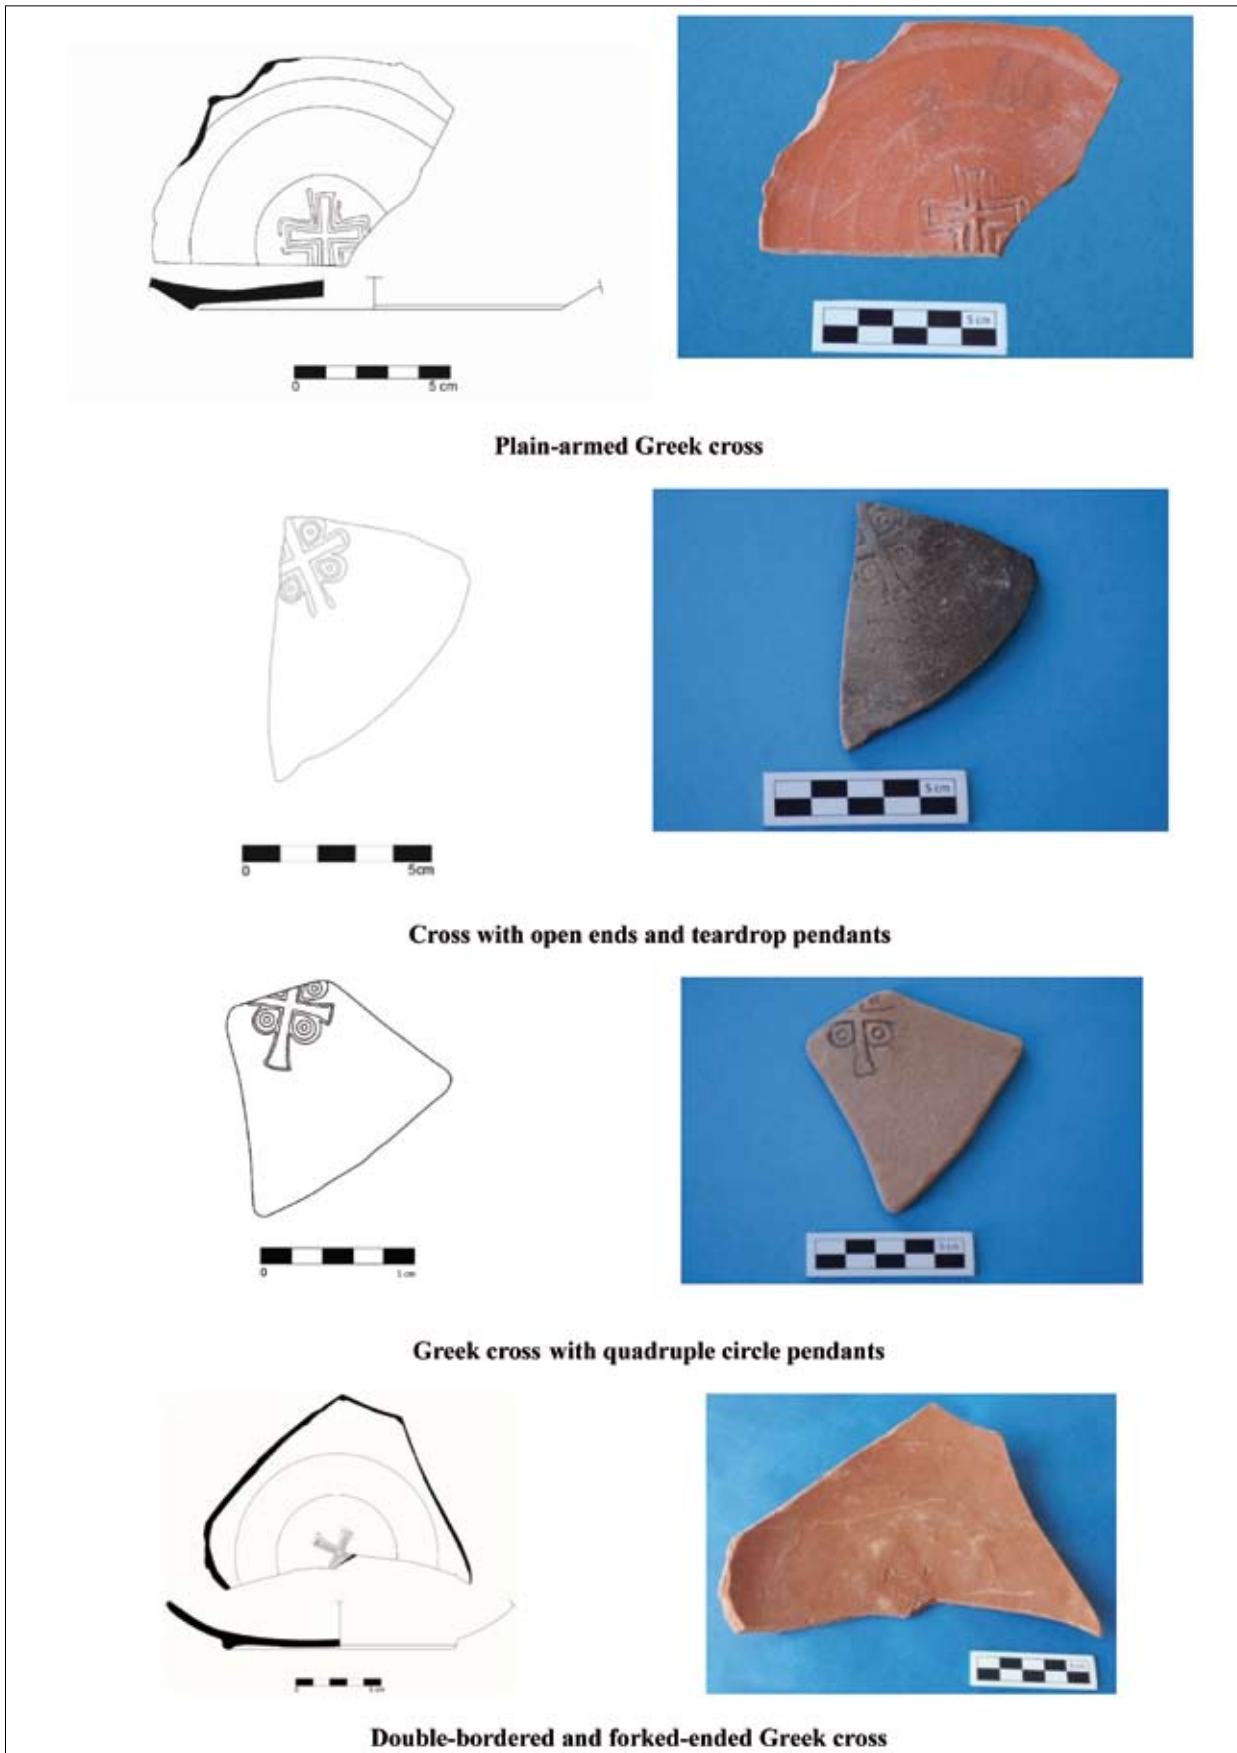 0 5 cm
5 cm
Plain-armed Greek cross
5 cm
0 5cm
Cross with open ends and teardrop pendants
0 1 cm
Greek cross with quadruple circle pendants
Double-bordered and forked-ended Greek cross